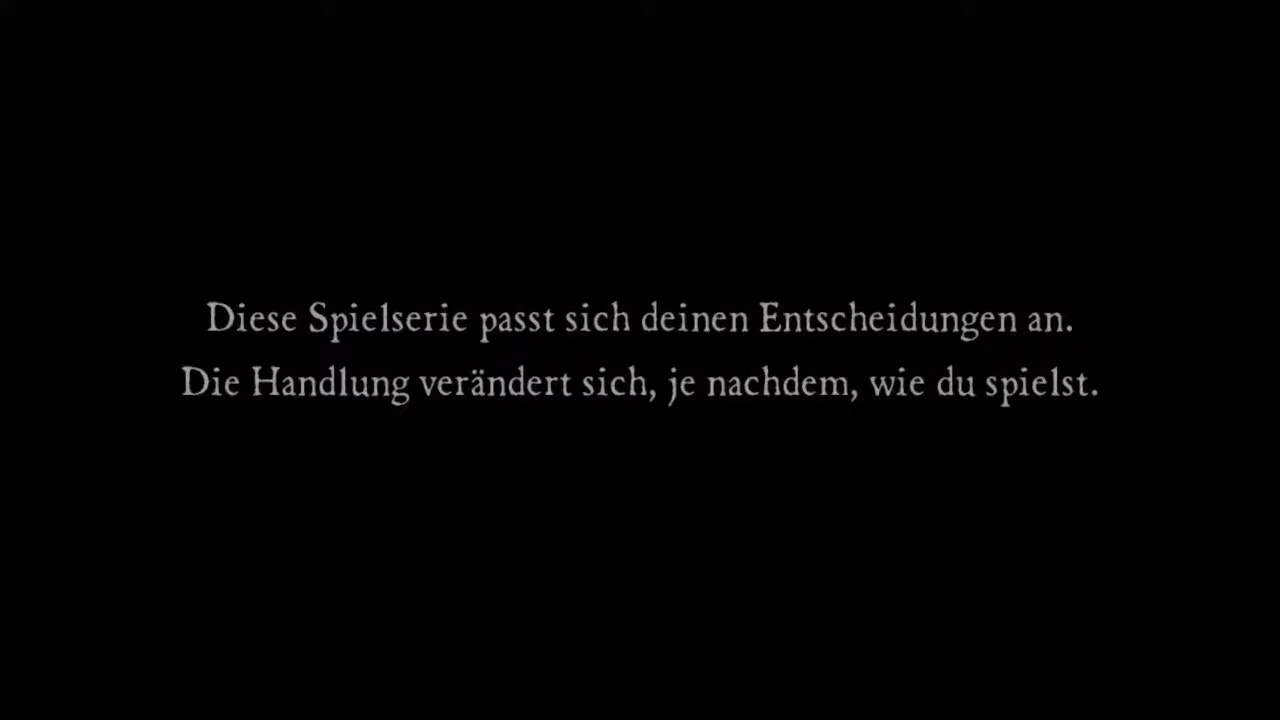 Diese Spielserie passt sich deinen Entscheidungen an.
Die Handlung verändert sich, je nachdem, wie du spielst.